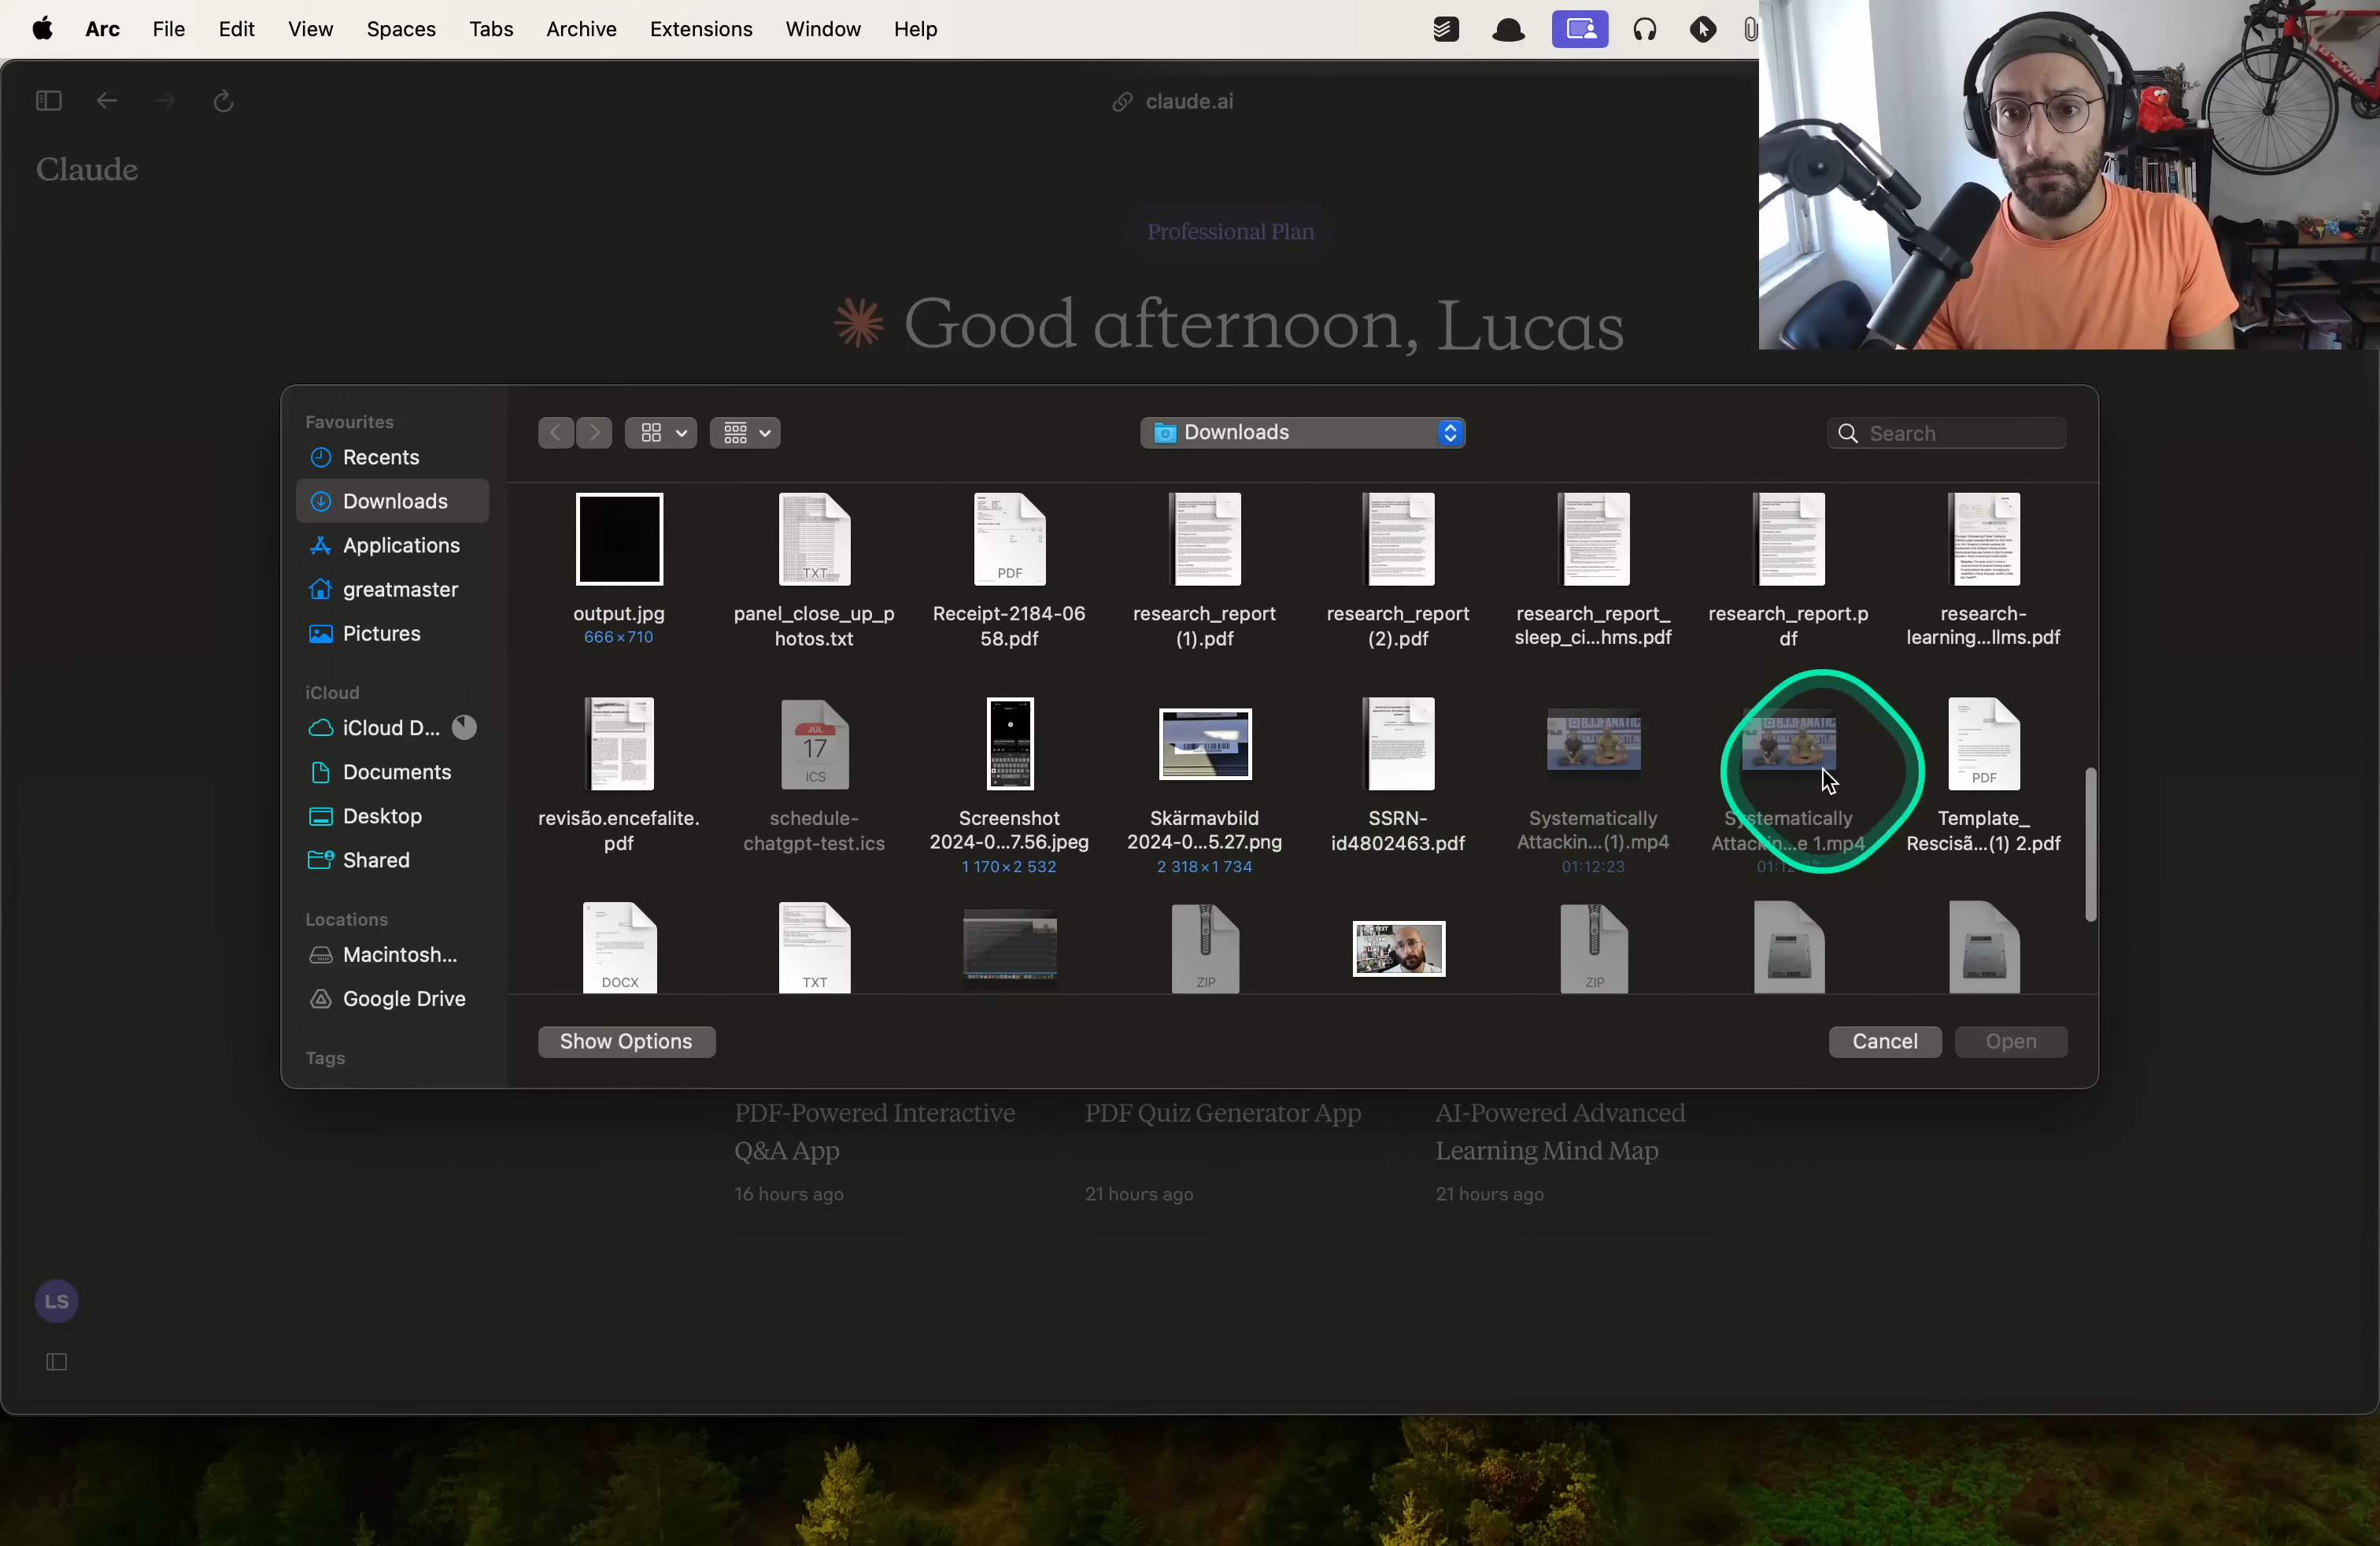 Arc File Edit View Spaces Tabs Archive Extensions Window Help
claude.ai
Claude
Professional Plan
Good afternoon, Lucas
Favourites
Recents
Downloads
Applications
greatmaster
Pictures
iCloud
iCloud D...
Documents
Desktop
Shared
Locations
Macintosh...
Google Drive
Tags
Downloads
Search
TXT
PDF
output.jpg
666×710
panel_close_up_p
hotos.txt
Receipt-2184-06
58.pdf
research_report
(1).pdf
research_report
(2).pdf
research_report_
sleep_ci...hms.pdf
research_report.p
df
research-
learning...llms.pdf
JUL
17
ICS
PDF
revisão.encefalite.
pdf
schedule-
chatgpt-test.ics
Screenshot
2024-0...7.56.jpeg
1 170×2 532
Skärmavbild
2024-0...5.27.png
2 318×1 734
SSRN-
id4802463.pdf
Systematically
Attackin...(1).mp4
01:12:23
Systematically
Attackin...e 1.mp4
Template_
Rescisã...(1) 2.pdf
DOCX
TXT
ZIP
ZIP
Show Options
Cancel
Open
PDF-Powered Interactive
Q&A App
16 hours ago
PDF Quiz Generator App
21 hours ago
AI-Powered Advanced
Learning Mind Map
21 hours ago
LS